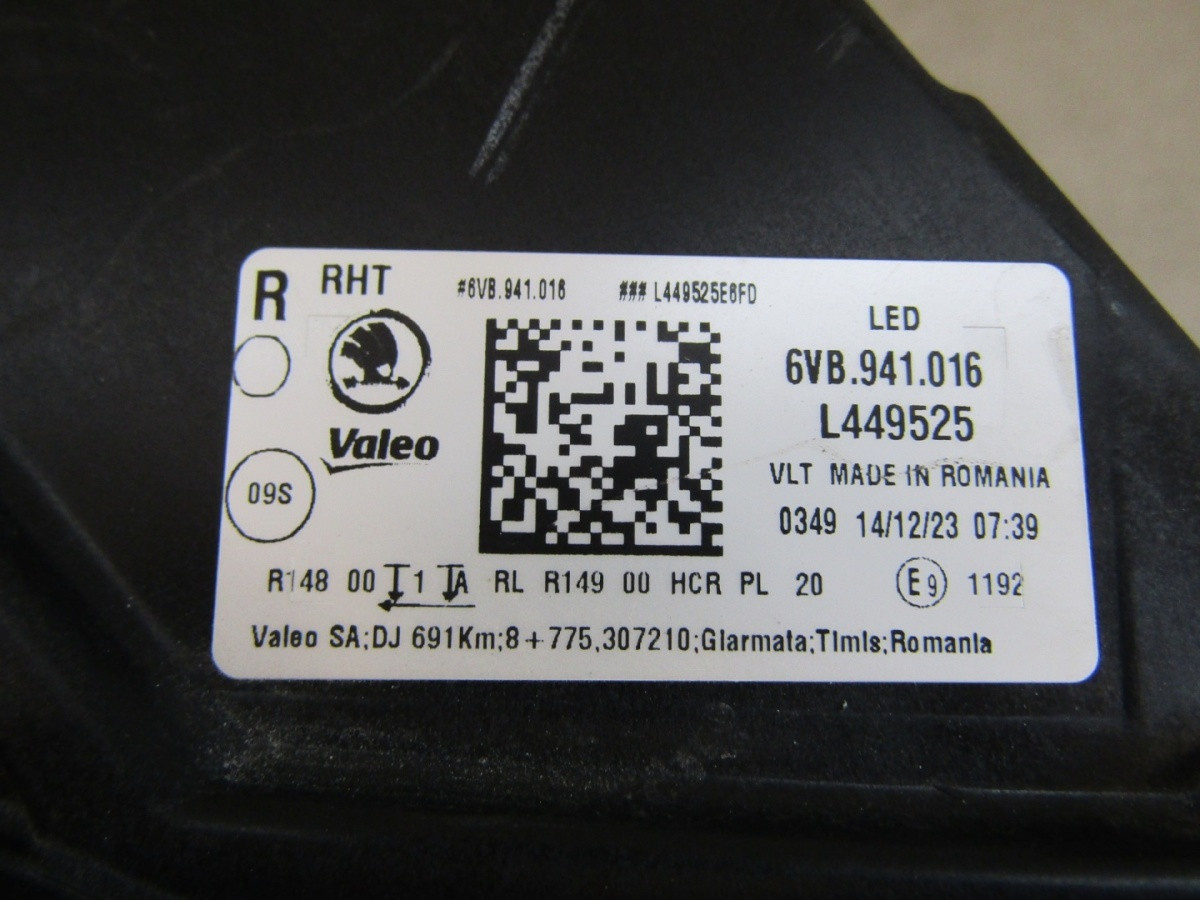 R RHT #6VB.941.016 ### L449525E6FD
LED
6VB.941.016
L449525
Valeo
VLT MADE IN ROMANIA
09S
0349 14/12/23 07:39
R148 00 1 A RL R149 00 HCR PL 20 E9 1192
Valeo SA;DJ 691Km;8+775,307210;Giarmata;Timis;Romania